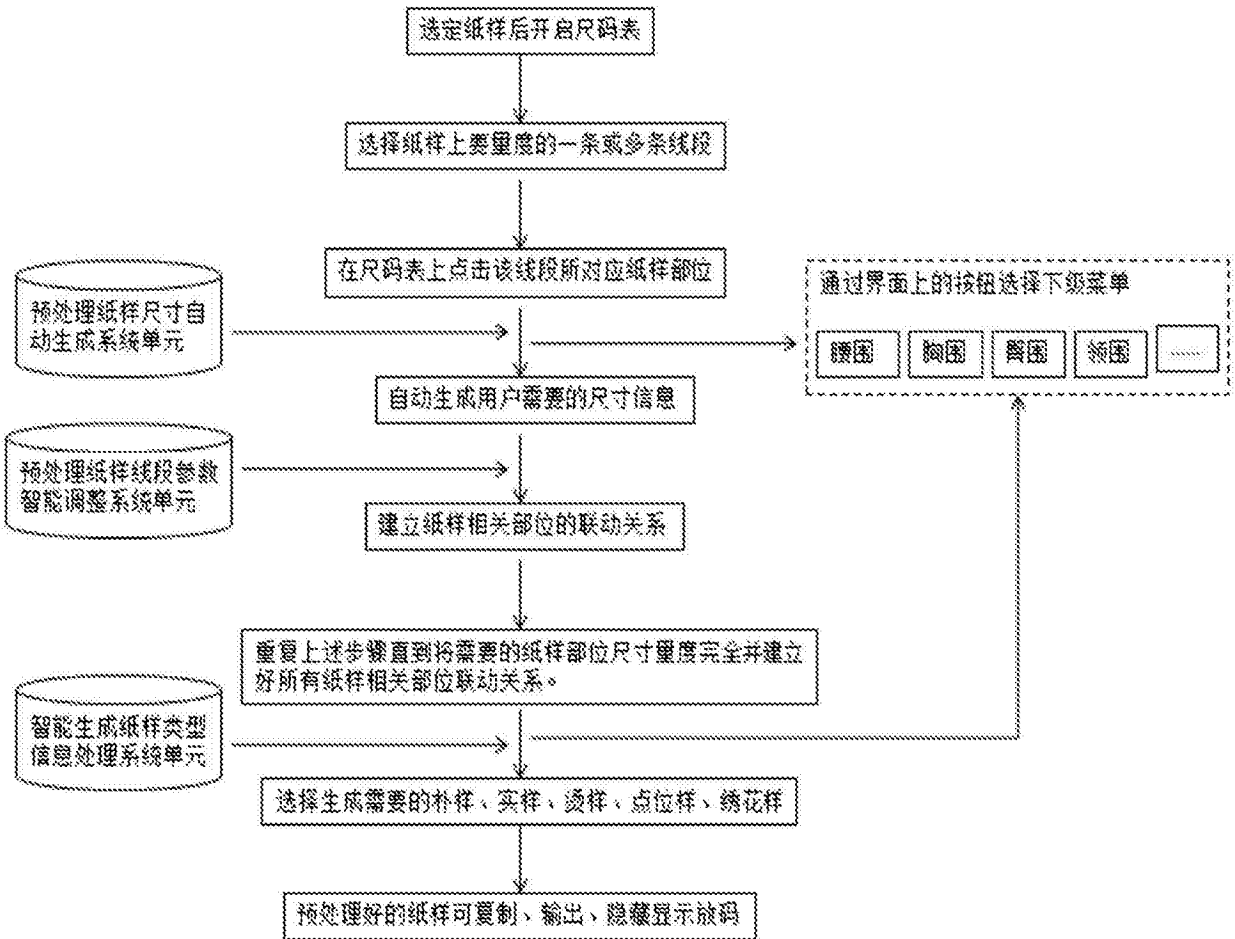 选定纸样后开启尺码表
选择纸样上要量度的一条或多条线段
在尺码表上点击该线段所对应纸样部位
预处理纸样尺寸自
动生成系统单元
通过界面上的按钮选择下级菜单
腰围
胸围
臀围
领围
......
自动生成用户需要的尺寸信息
预处理纸样线段参数
智能调整系统单元
建立纸样相关部位的联动关系
重复上述步骤直到将需要的纸样部位尺寸量度完全并建立
好所有纸样相关部位联动关系。
智能生成纸样类型
信息处理系统单元
选择生成需要的朴样、实样、烫样、点位样、绣花样
预处理好的纸样可复制、输出、隐藏显示放码